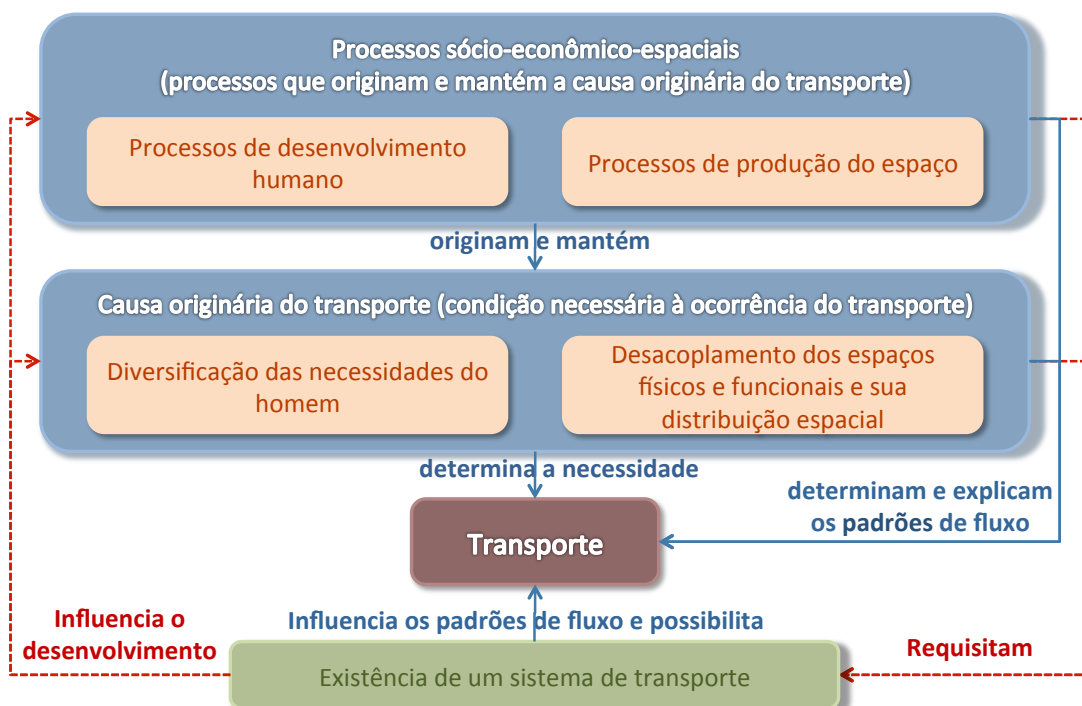 Processos sócio-econômico-espaciais
(processos que originam e mantém a causa originária do transporte)
Processos de desenvolvimento
humano
Processos de produção do espaço
originam e mantém
Causa originária do transporte (condição necessária à ocorrência do transporte)
Diversificação das necessidades do
homem
Desacoplamento dos espaços
físicos e funcionais e sua
distribuição espacial
determina a necessidade
determinam e explicam
os padrões de fluxo
Transporte
Influencia o
desenvolvimento
Influencia os padrões de fluxo e possibilita
Requisitam
Existência de um sistema de transporte